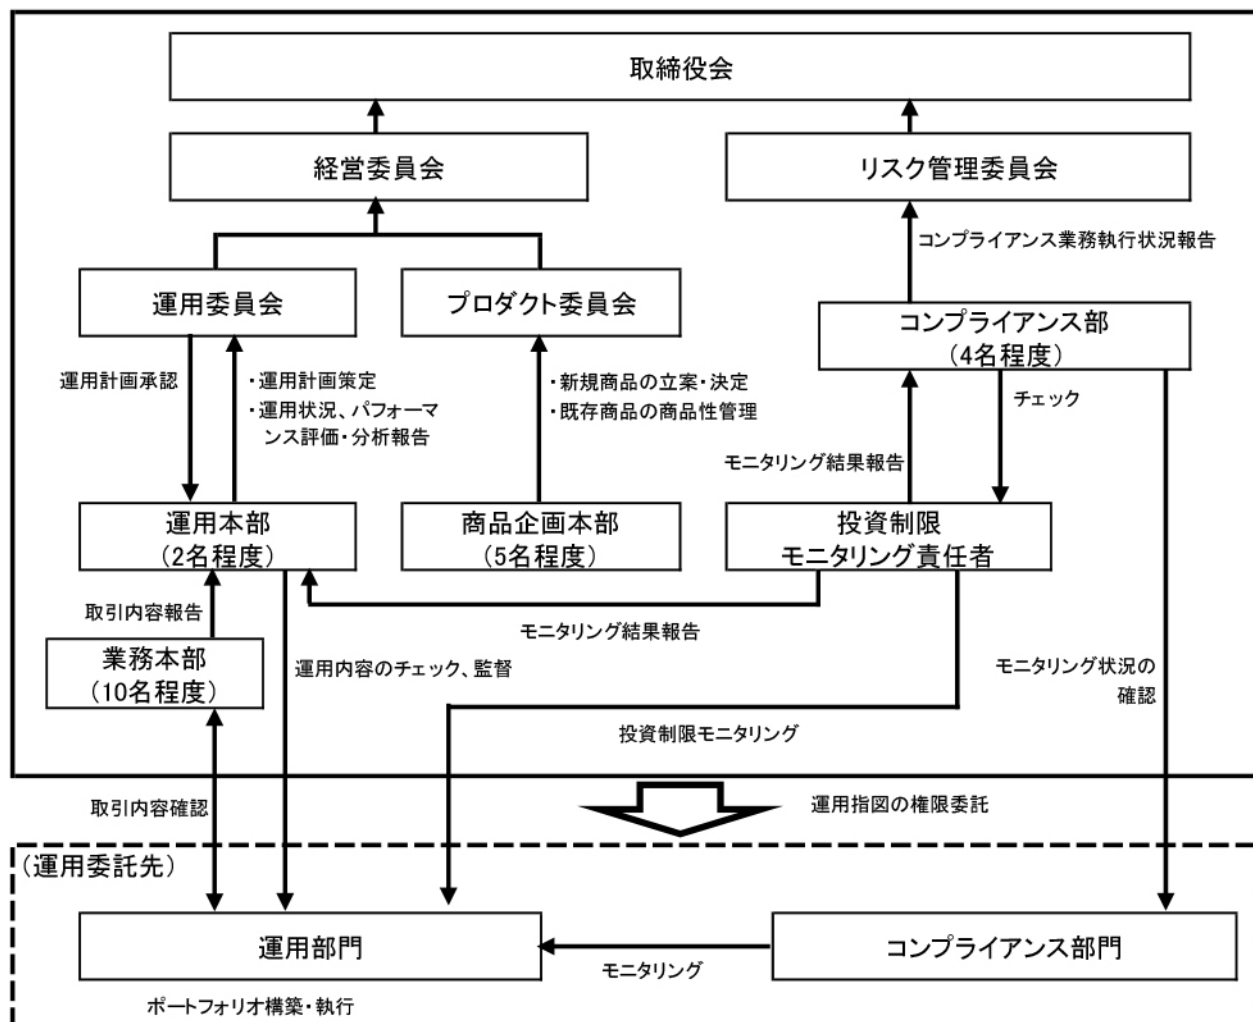 取締役会
経営委員会
リスク管理委員会
コンプライアンス業務執行状況報告
運用委員会
プロダクト委員会
コンプライアンス部
(4名程度)
運用計画承認
・運用計画策定
・運用状況、パフォーマ
ンス評価・分析報告
・新規商品の立案・決定
・既存商品の商品性管理
チェック
モニタリング結果報告
運用本部
(2名程度)
商品企画本部
(5名程度)
投資制限
モニタリング責任者
取引内容報告
モニタリング結果報告
業務本部
(10名程度)
運用内容のチェック、監督
モニタリング状況の
確認
投資制限モニタリング
取引内容確認
運用指図の権限委託
(運用委託先)
運用部門
コンプライアンス部門
モニタリング
ポートフォリオ構築・執行